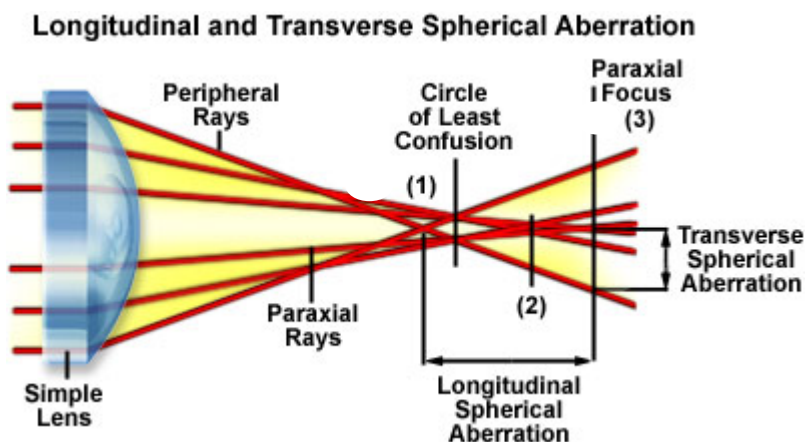 Longitudinal and Transverse Spherical Aberration
Peripheral
Rays
Circle
of Least
Confusion
Paraxial
Focus
(3)
(1)
Transverse
Spherical
Aberration
(2)
Paraxial
Rays
Simple
Lens
Longitudinal
Spherical
Aberration